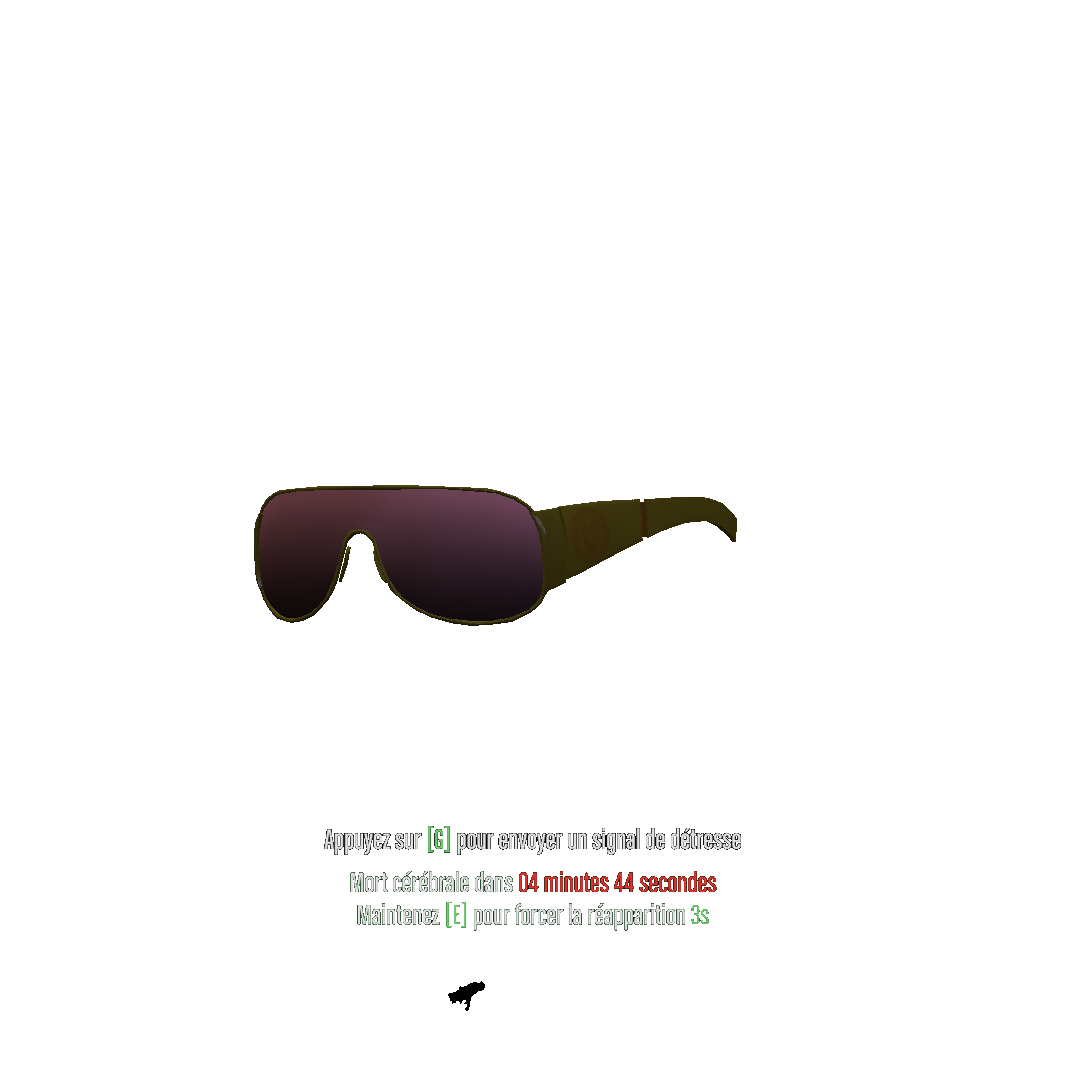 Appuyez sur [G] pour envoyer un signal de détresse
Mort cérébrale dans 04 minutes 44 secondes
Maintenez [E] pour forcer la réapparition 3s